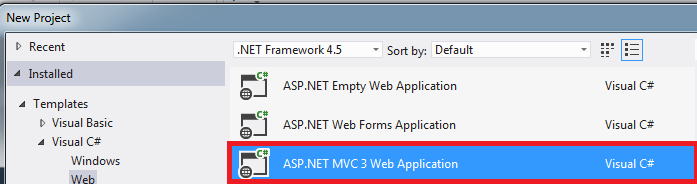 New Project
Recent
.NET Framework 4.5 Sort by: Default
Installed
Templates
Visual Basic
Visual C#
Windows
Web
C# ASP.NET Empty Web Application Visual C#
C# ASP.NET Web Forms Application Visual C#
C# ASP.NET MVC 3 Web Application Visual C#